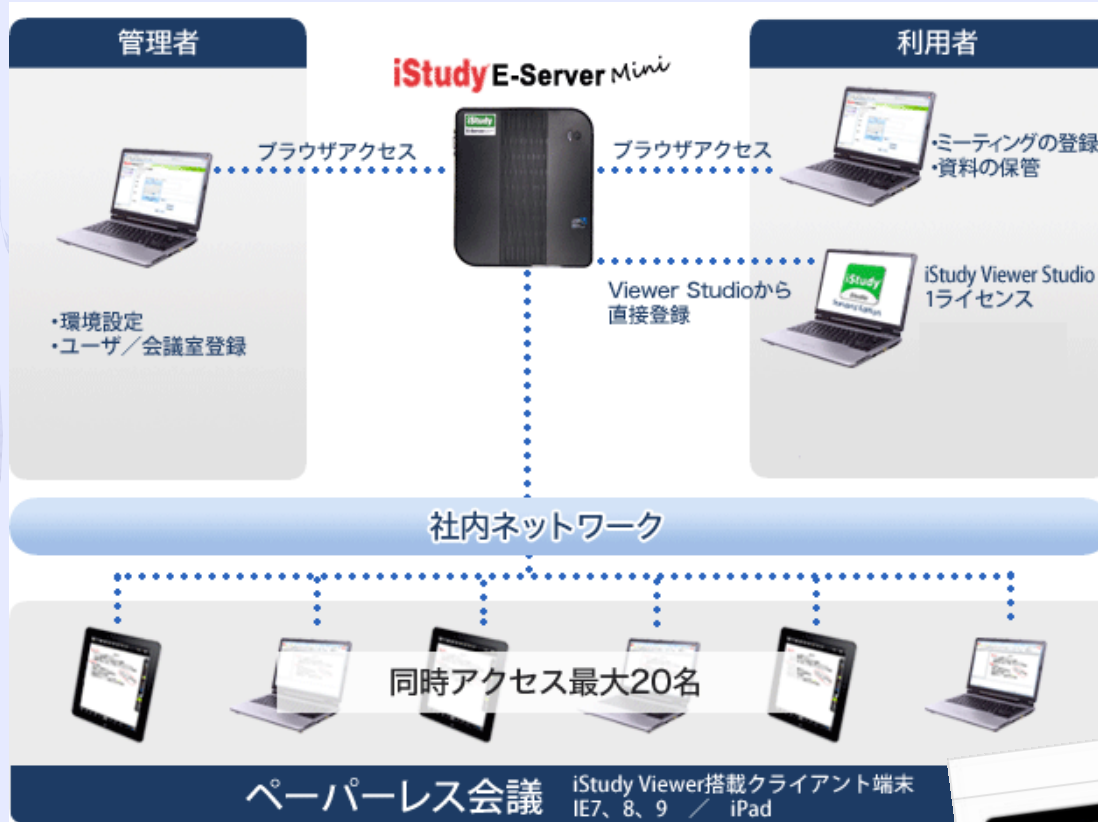 管理者
利用者
iStudy E-Server Mini
ブラウザアクセス
ブラウザアクセス
・ミーティングの登録
・資料の保管
Viewer Studioから
直接登録
iStudy
iStudy Viewer Studio
1ライセンス
・環境設定
・ユーザ／会議室登録
社内ネットワーク
同時アクセス最大20名
ペーパーレス会議
iStudy Viewer搭載クライアント端末
IE7、8、9 ／ iPad